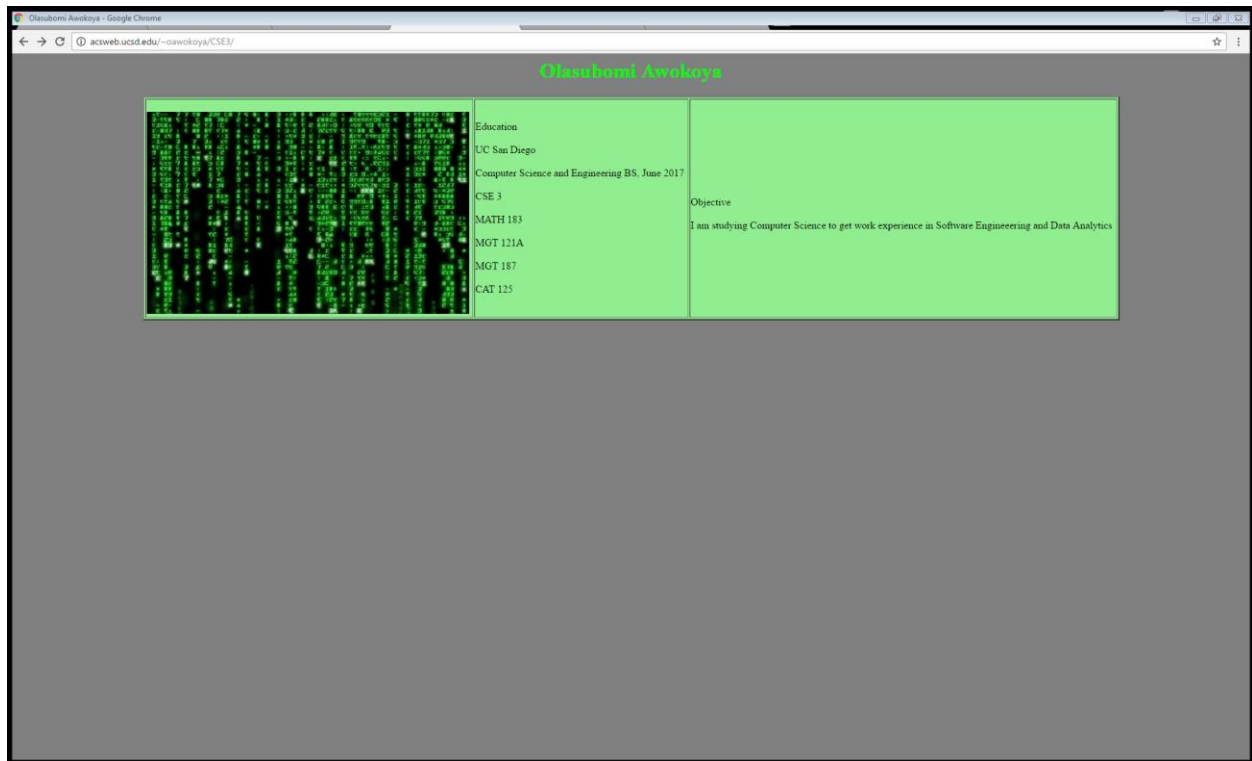 Olasubomi Awokoya - Google Chrome
acsweb.ucsd.edu/~oawokoya/CSE3/
Olasubomi Awokoya
Education
UC San Diego
Computer Science and Engineering BS, June 2017
CSE 3
MATH 183
MGT 121A
MGT 187
CAT 125
Objective
I am studying Computer Science to get work experience in Software Engineeering and Data Analytics